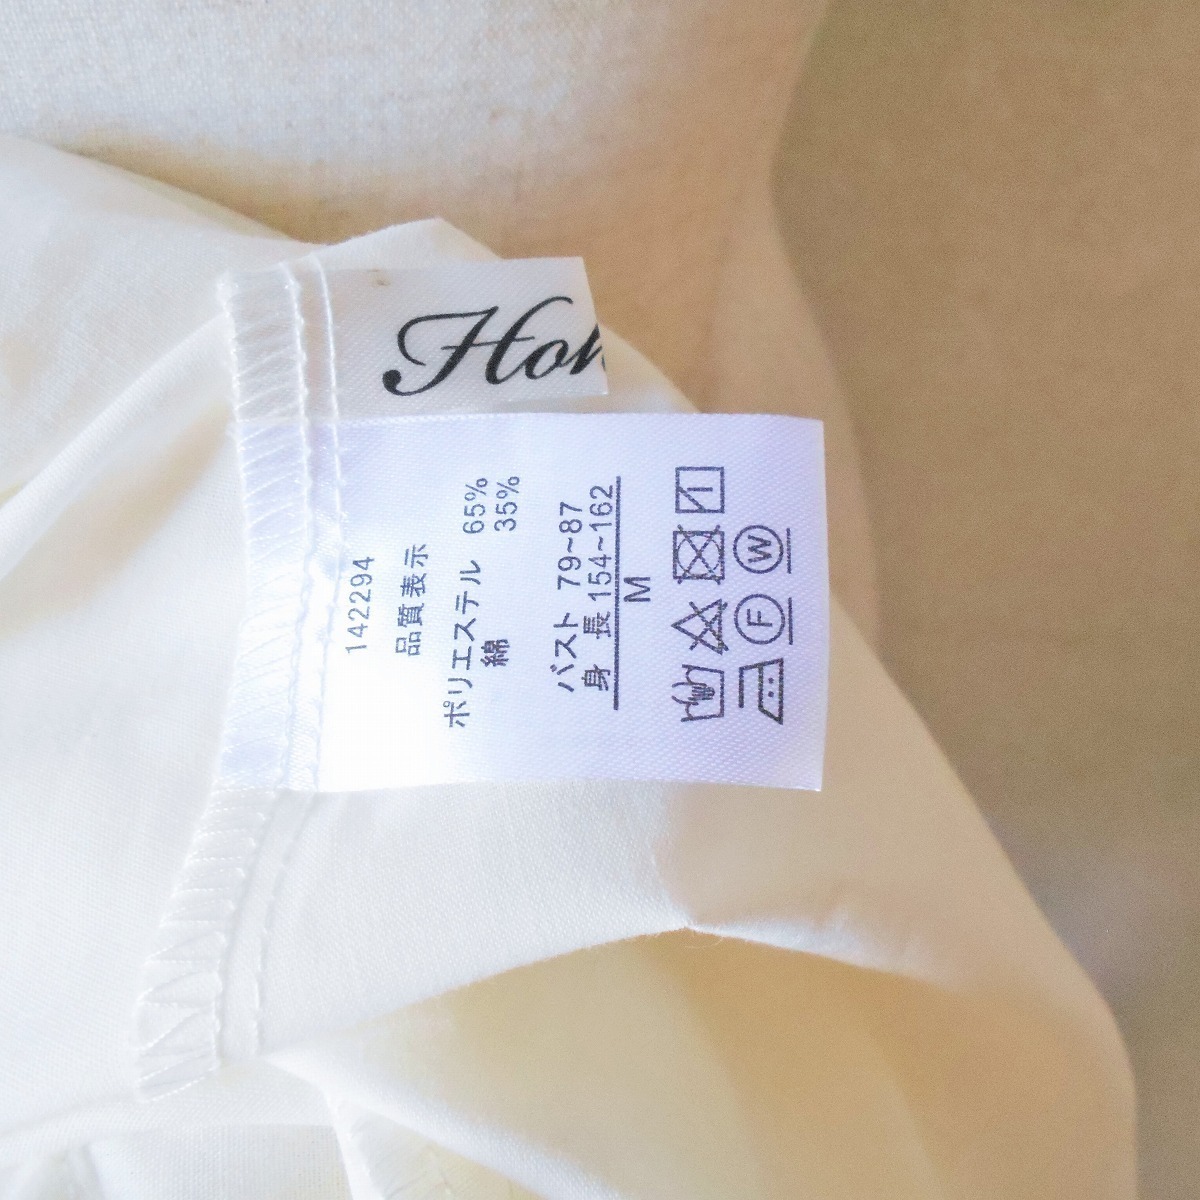 142294
品質表示
ポリエステル 65%
綿 35%
バスト 79~87
身長 154~162
M
F W